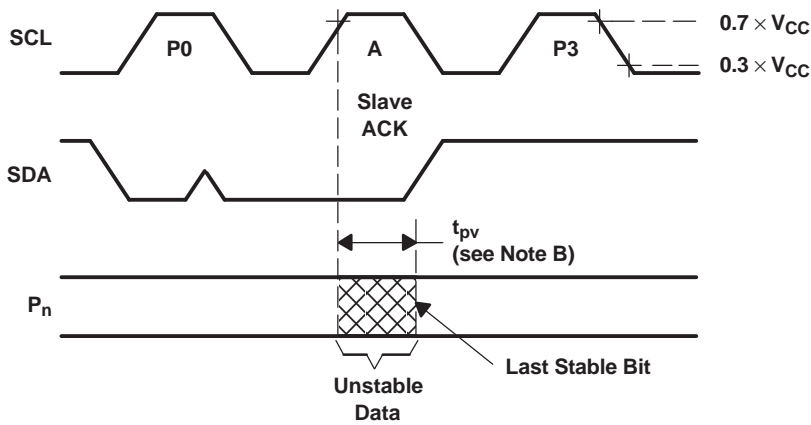 SCL
P0
A
P3
0.7 × VCC
0.3 × VCC
Slave
ACK
SDA
tpv
(see Note B)
Pn
Last Stable Bit
Unstable
Data